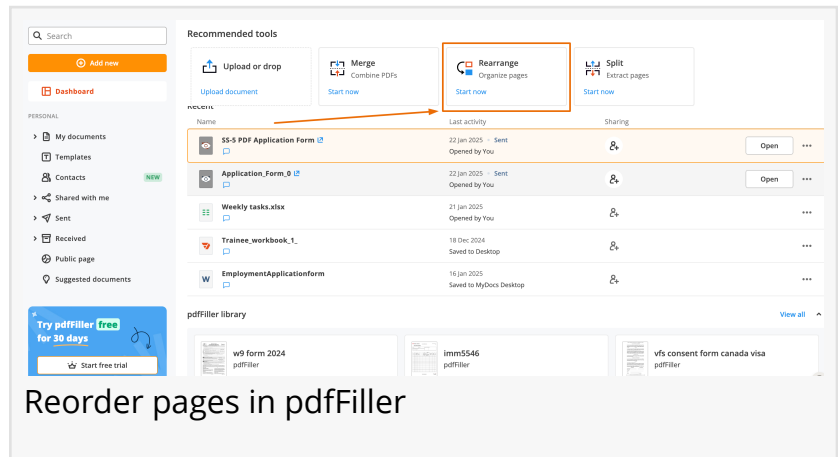 Search
Add new
Dashboard
PERSONAL
My documents
Templates
Contacts NEW
Shared with me
Sent
Received
Public page
Suggested documents
Try pdfFiller free
for 30 days
Start free trial
Recommended tools
Upload or drop
Upload document
Merge
Combine PDFs
Start now
Rearrange
Organize pages
Start now
Split
Extract pages
Start now
Recent
Name Last activity Sharing
SS-5 PDF Application Form 22 Jan 2025 · Sent
Opened by You
Open
Application_Form_0 22 Jan 2025 · Sent
Opened by You
Open
Weekly tasks.xlsx 21 Jan 2025
Opened by You
Trainee_workbook_1_ 18 Dec 2024
Saved to Desktop
W EmploymentApplicationform 16 Jan 2025
Saved to MyDocs Desktop
pdfFiller library View all
w9 form 2024
pdfFiller
imm5546
pdfFiller
vfs consent form canada visa
pdfFiller
Reorder pages in pdfFiller